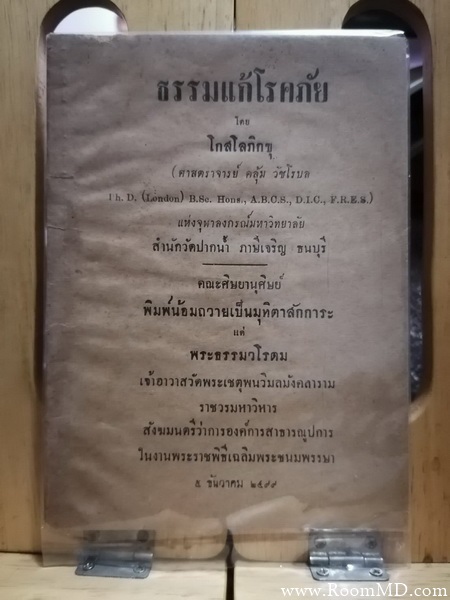 ธรรมแก้โรคภัย
โดย
โกสโลภิกขุ
(ศาสตราจารย์ คลุ้ม วัชโรบล
Ph. D. (London) B.Sc. Hons., A.B.C.S., D.I.C., F.R.E.S.)
แห่งจุฬาลงกรณ์มหาวิทยาลัย
สำนักวัดปากน้ำ ภาษีเจริญ ธนบุรี
คณะศิษยานุศิษย์
พิมพ์น้อมถวายเป็นมุทิตาสักการะ
แด่
พระธรรมวโรดม
เจ้าอาวาสวัดพระเชตุพนวิมลมังคลาราม
ราชวรมหาวิหาร
สังฆมนตรีว่าการองค์การสาธารณูปการ
ในงานพระราชพิธีเฉลิมพระชนมพรรษา
๕ ธันวาคม ๒๔๙๙
www.RoomMD.com